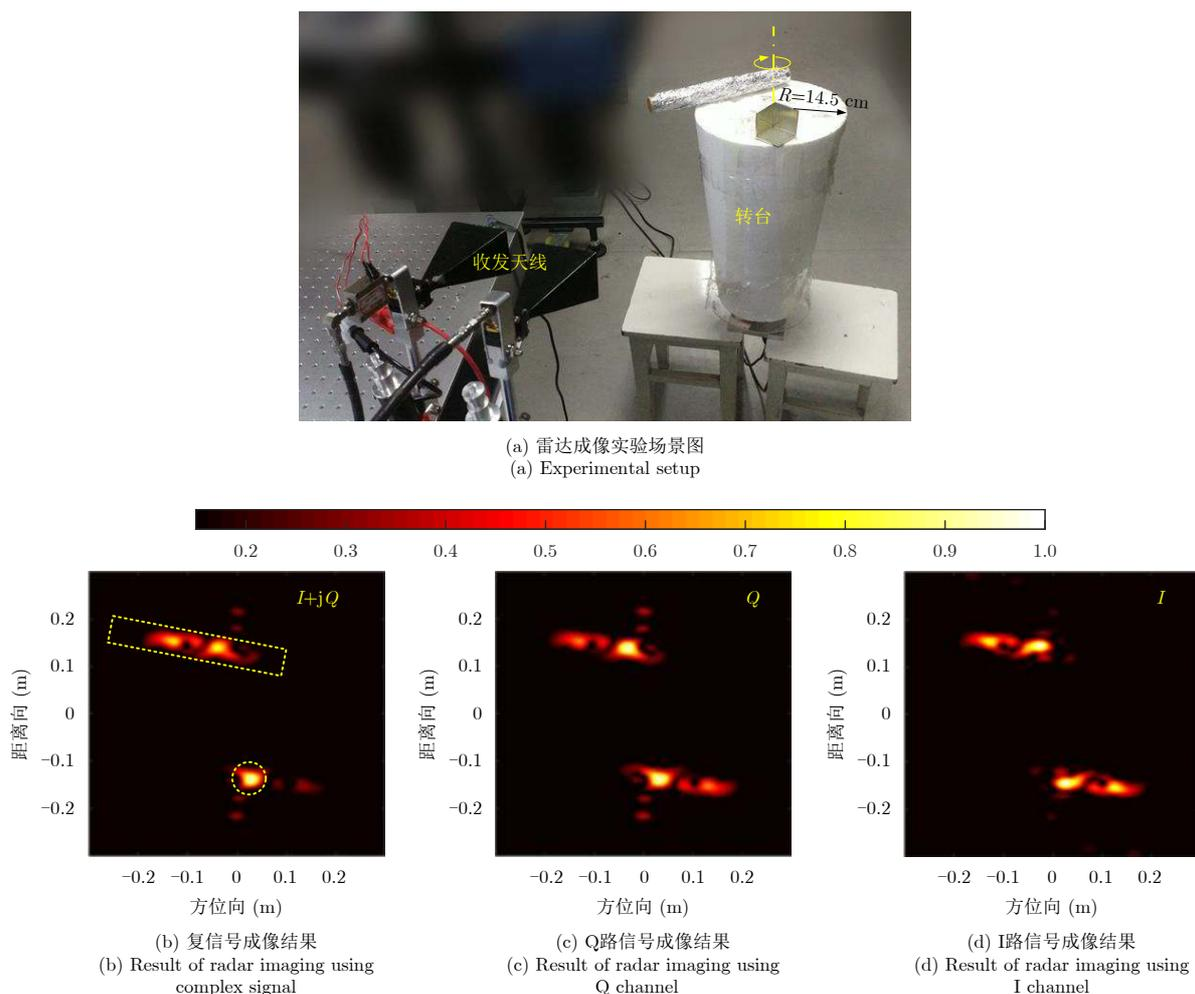 R=14.5 cm
转台
收发天线
(a) 雷达成像实验场景图
(a) Experimental setup
0.2 0.3 0.4 0.5 0.6 0.7 0.8 0.9 1.0
I+jQ
距离向 (m)
0.2
0.1
0
−0.1
−0.2
−0.2 −0.1 0 0.1 0.2
方位向 (m)
(b) 复信号成像结果
(b) Result of radar imaging using
complex signal
Q
距离向 (m)
0.2
0.1
0
−0.1
−0.2
−0.2 −0.1 0 0.1 0.2
方位向 (m)
(c) Q路信号成像结果
(c) Result of radar imaging using
Q channel
I
距离向 (m)
0.2
0.1
0
−0.1
−0.2
−0.2 −0.1 0 0.1 0.2
方位向 (m)
(d) I路信号成像结果
(d) Result of radar imaging using
I channel